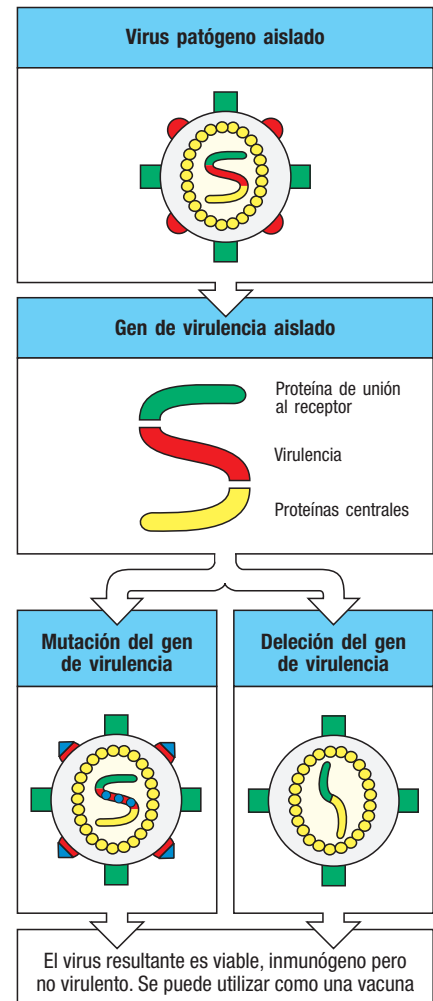 Virus patógeno aislado
Gen de virulencia aislado
Proteína de unión
al receptor
Virulencia
Proteínas centrales
Mutación del gen
de virulencia
Deleción del gen
de virulencia
El virus resultante es viable, inmunógeno pero
no virulento. Se puede utilizar como una vacuna